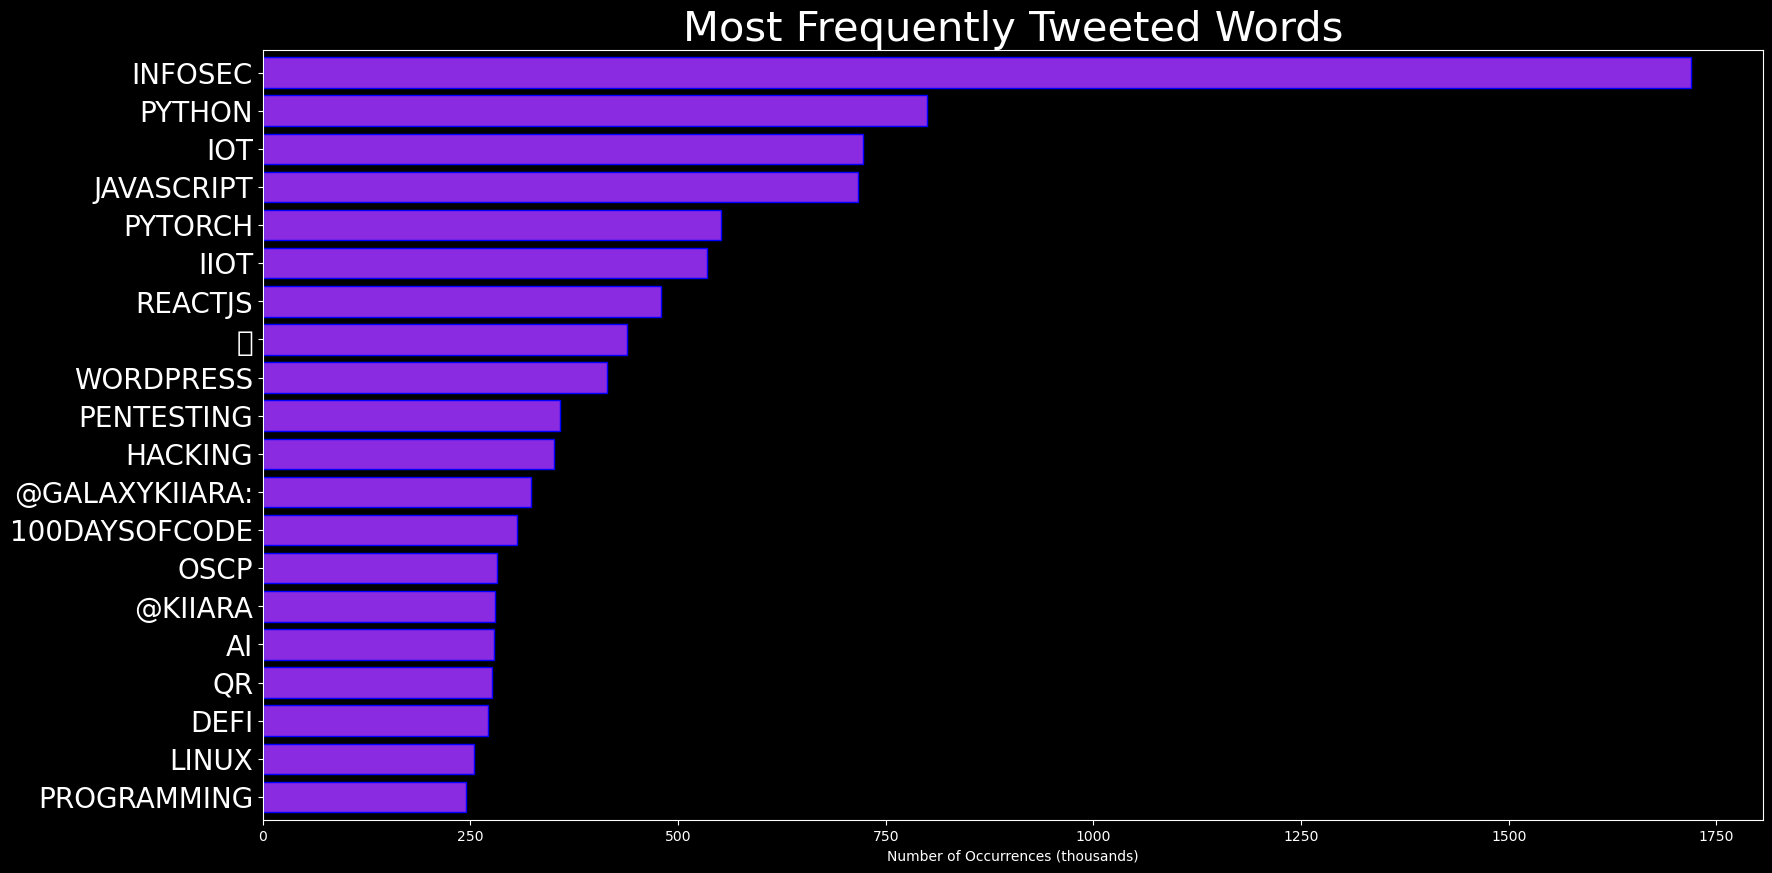 Most Frequently Tweeted Words
INFOSEC
PYTHON
IOT
JAVASCRIPT
PYTORCH
IIOT
REACTJS
WORDPRESS
PENTESTING
HACKING
@GALAXYKIIARA:
100DAYSOFCODE
OSCP
@KIIARA
AI
QR
DEFI
LINUX
PROGRAMMING
0 250 500 750 1000 1250 1500 1750
Number of Occurrences (thousands)